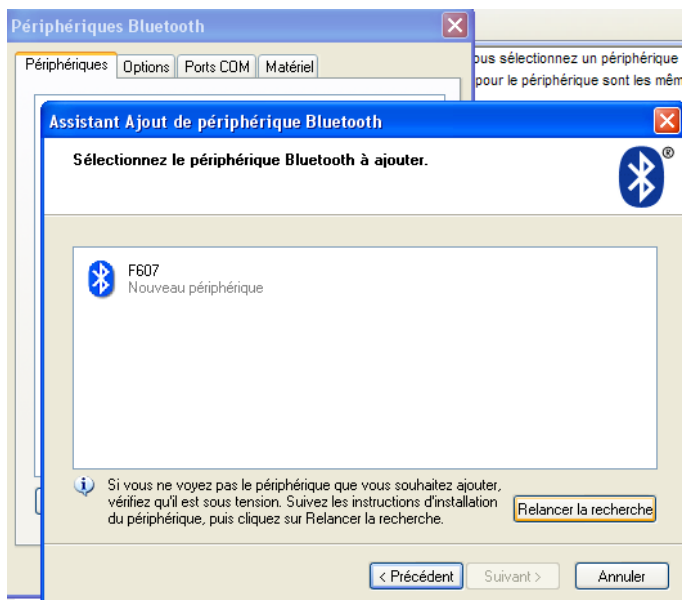 Périphériques Bluetooth
Périphériques Options Ports COM Matériel
ous sélectionnez un périphérique
pour le périphérique sont les mêm
Assistant Ajout de périphérique Bluetooth
Sélectionnez le périphérique Bluetooth à ajouter.
®
F607
Nouveau périphérique
Si vous ne voyez pas le périphérique que vous souhaitez ajouter,
vérifiez qu'il est sous tension. Suivez les instructions d'installation
du périphérique, puis cliquez sur Relancer la recherche.
Relancer la recherche
< Précédent Suivant > Annuler